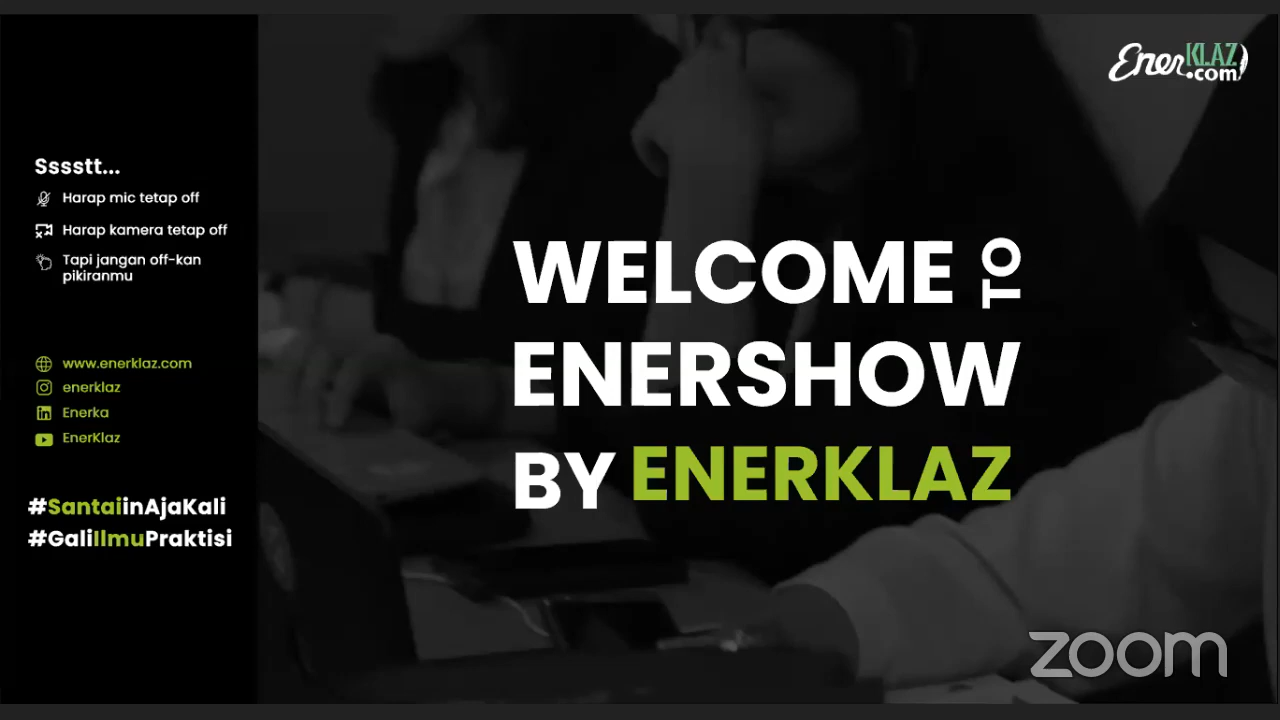 EnerKLAZ
.com
Sssstt...
Harap mic tetap off
Harap kamera tetap off
Tapi jangan off-kan
pikiranmu
www.enerklaz.com
enerklaz
Enerka
EnerKlaz
#SantaiinAjaKali
#GaliIlmuPraktisi
WELCOME TO
ENERSHOW
BY ENERKLAZ
zoom